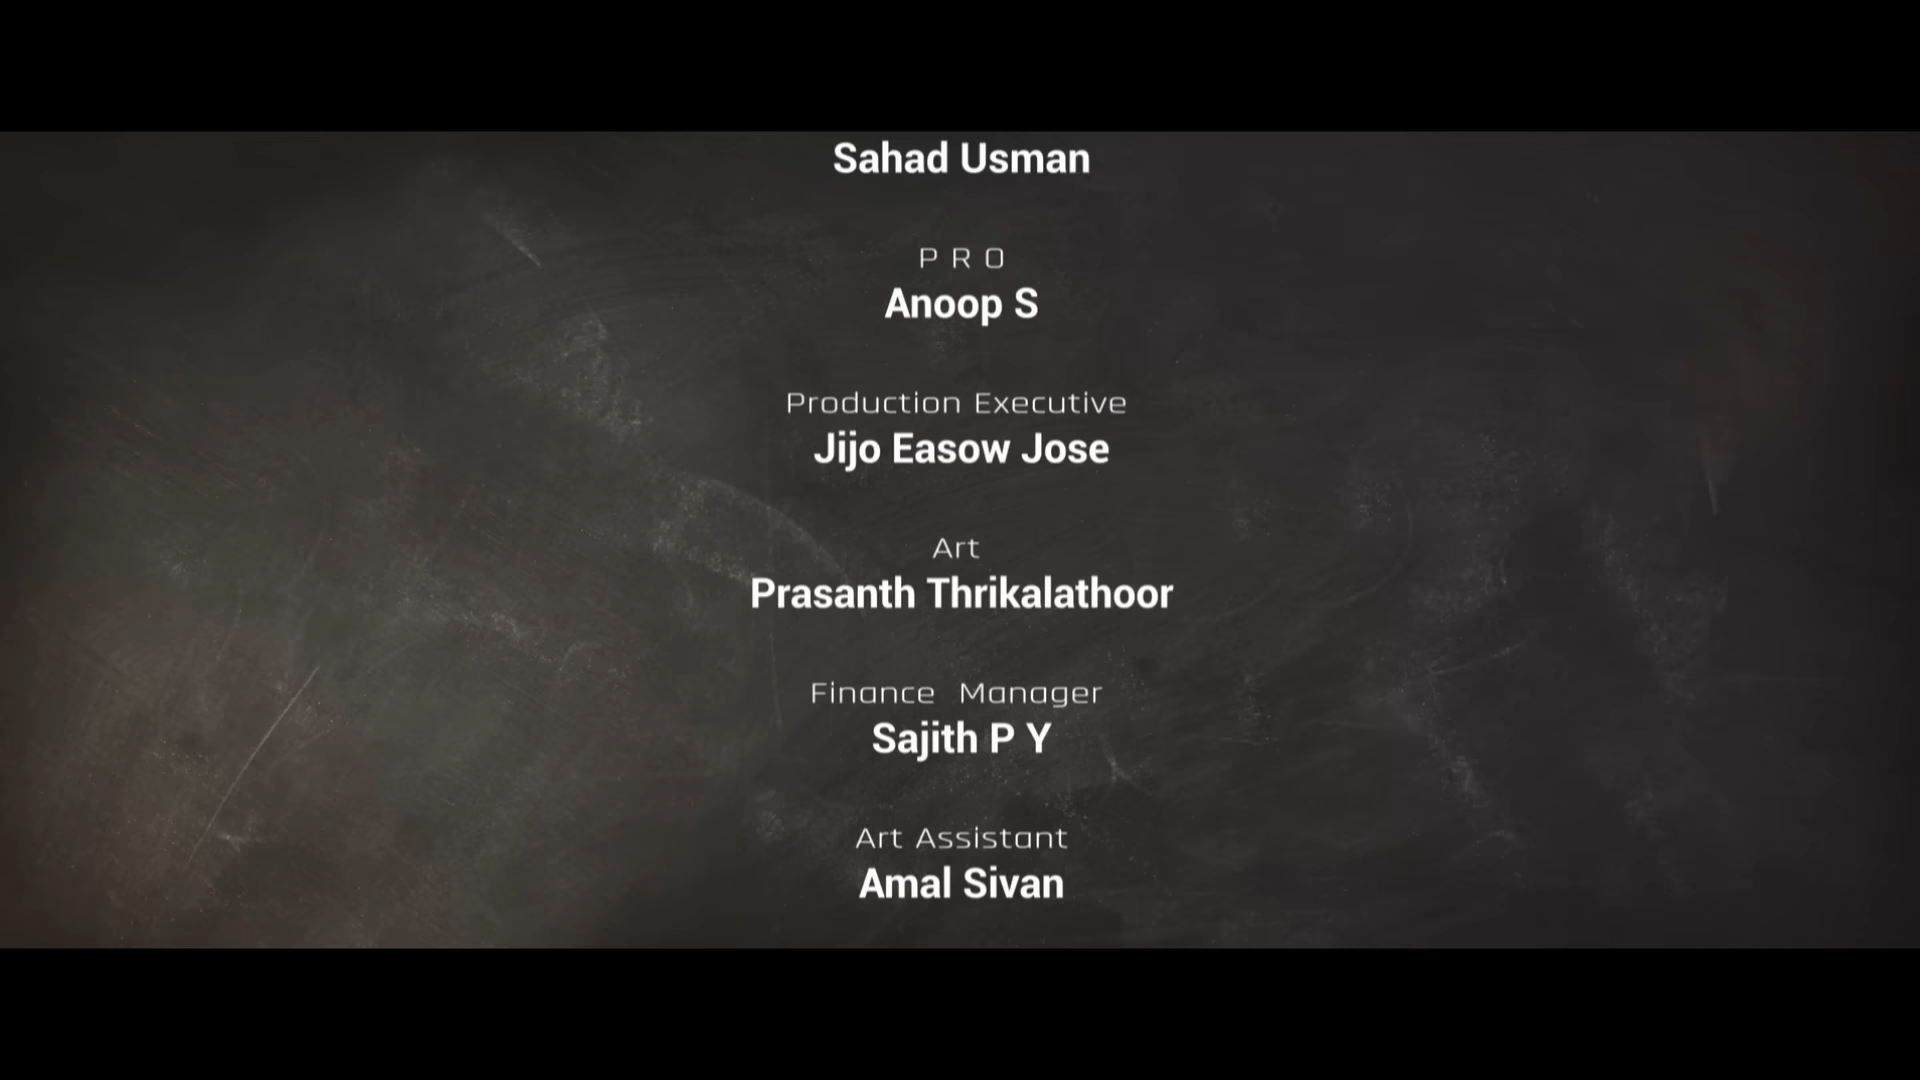 Sahad Usman
P R O
Anoop S
Production Executive
Jijo Easow Jose
Art
Prasanth Thrikalathoor
Finance Manager
Sajith P Y
Art Assistant
Amal Sivan